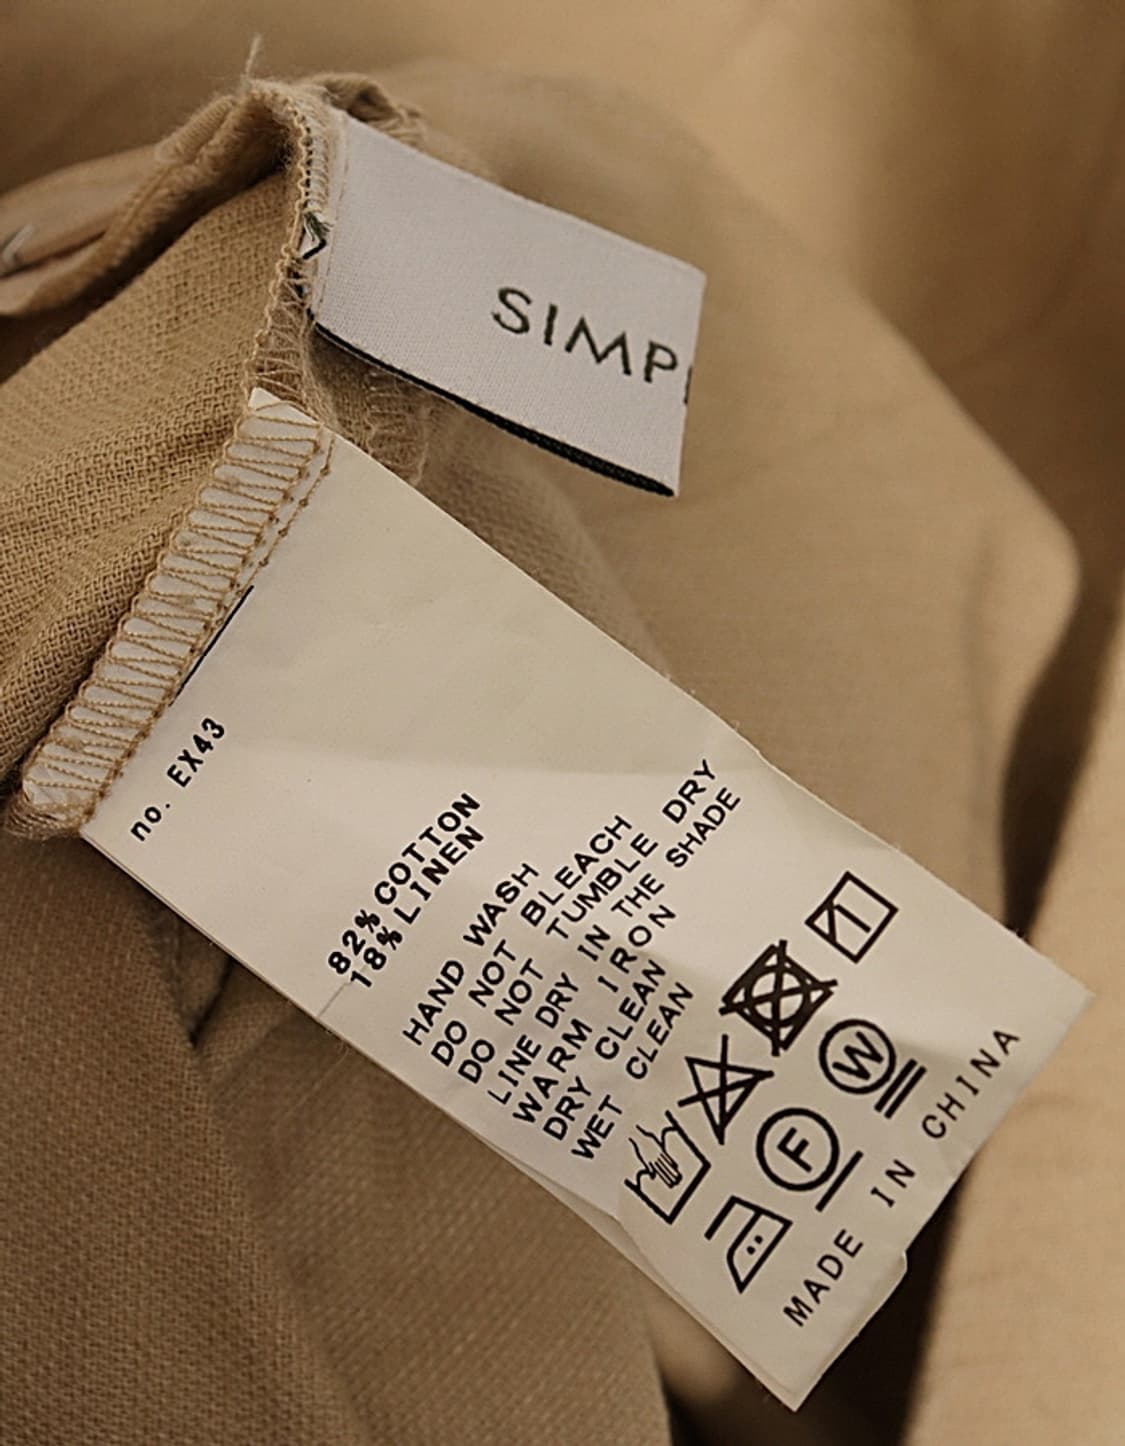 SIMP
no. EX43
82% COTTON
18% LINEN
HAND WASH
DO NOT BLEACH
DO NOT TUMBLE DRY
LINE DRY IN THE SHADE
WARM IRON
DRY CLEAN
WET CLEAN
F W
MADE IN CHINA